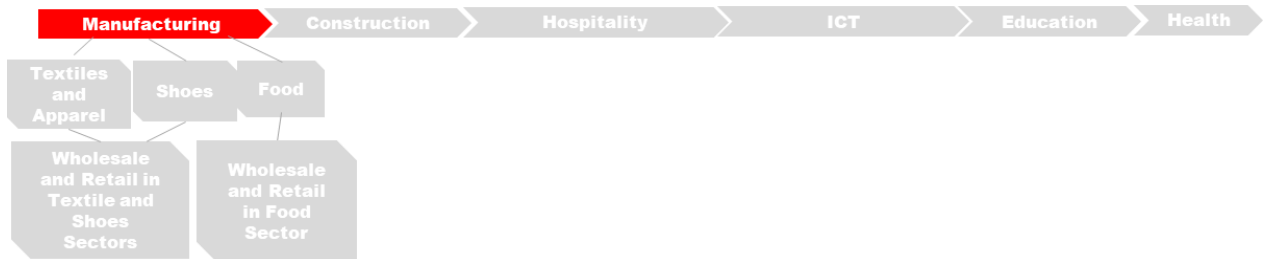 Manufacturing
Construction
Hospitality
ICT
Education
Health
Textiles
and
Apparel
Shoes
Food
Wholesale
and Retail in
Textile and
Shoes
Sectors
Wholesale
and Retail
in Food
Sector